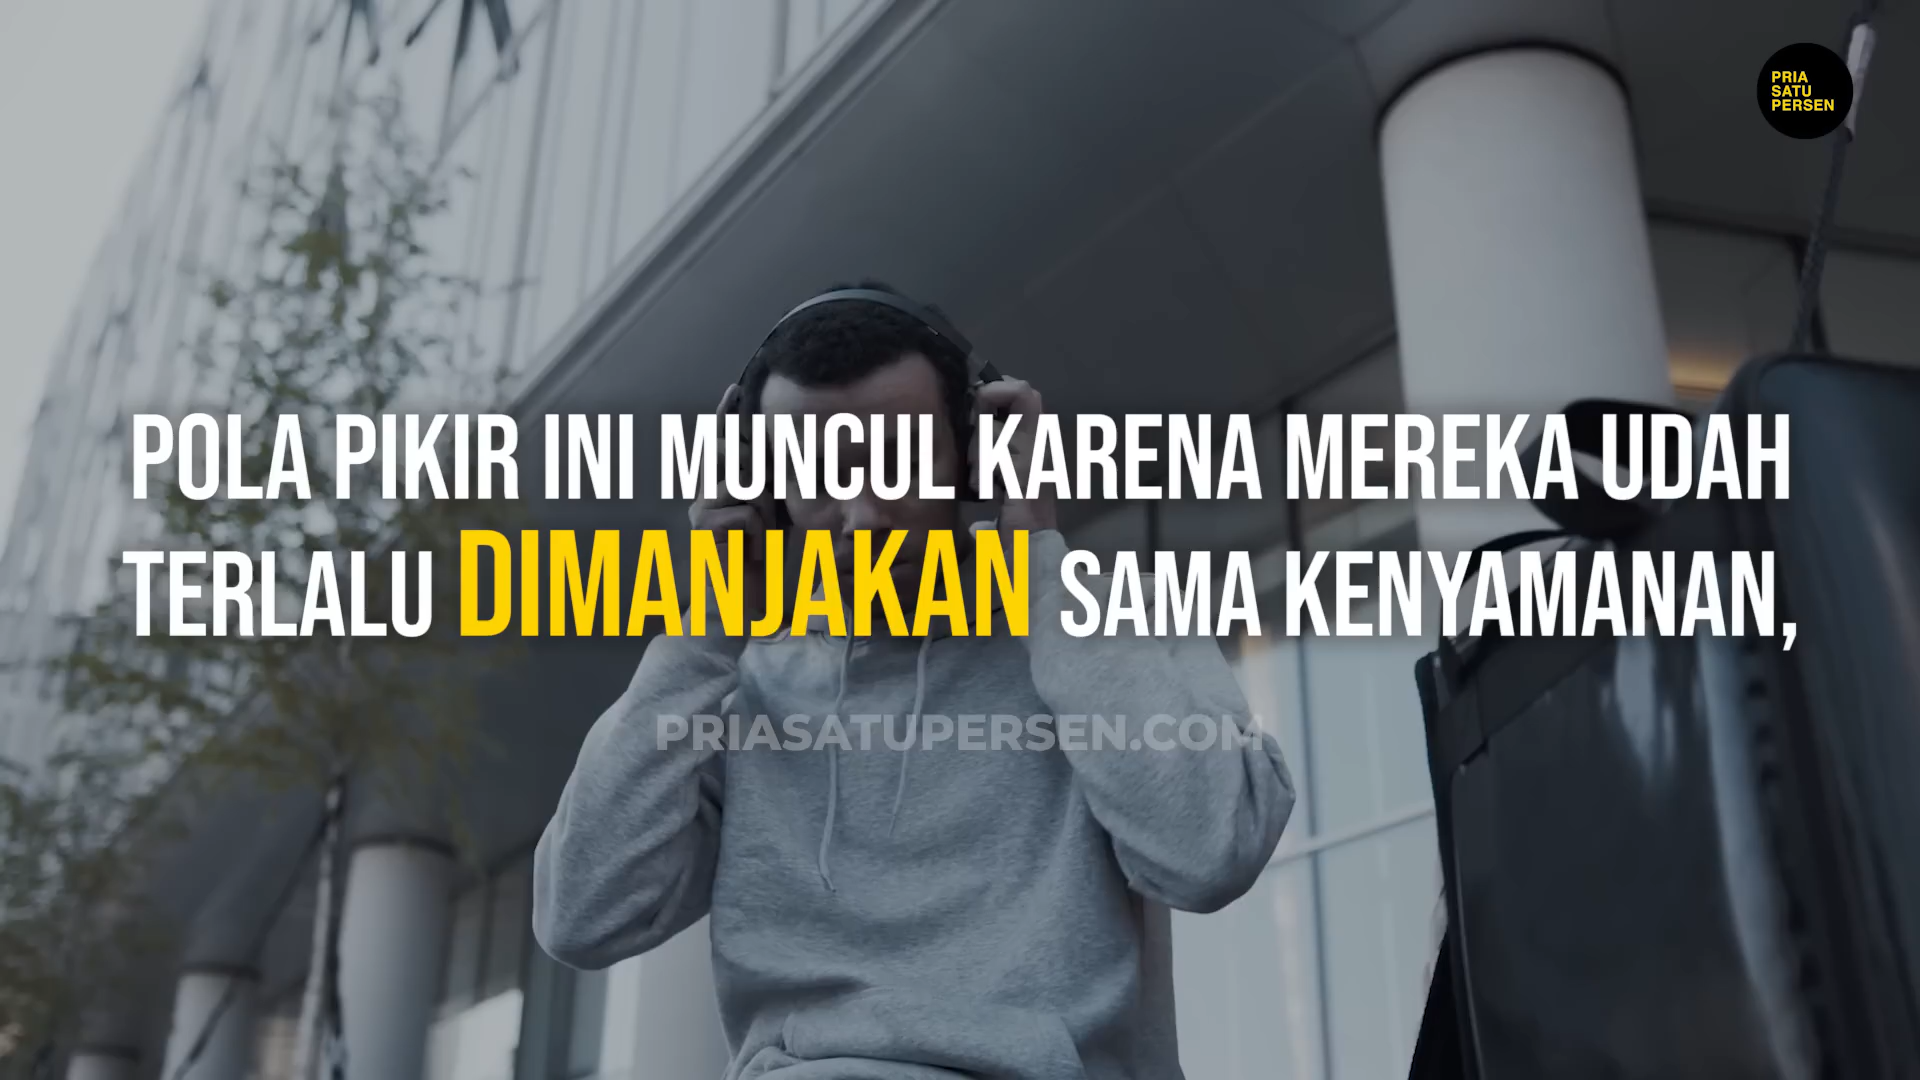 PRIA
SATU
PERSEN
POLA PIKIR INI MUNCUL KARENA MEREKA UDAH
TERLALU DIMANJAKAN SAMA KENYAMANAN,
PRIASATUPERSEN.COM